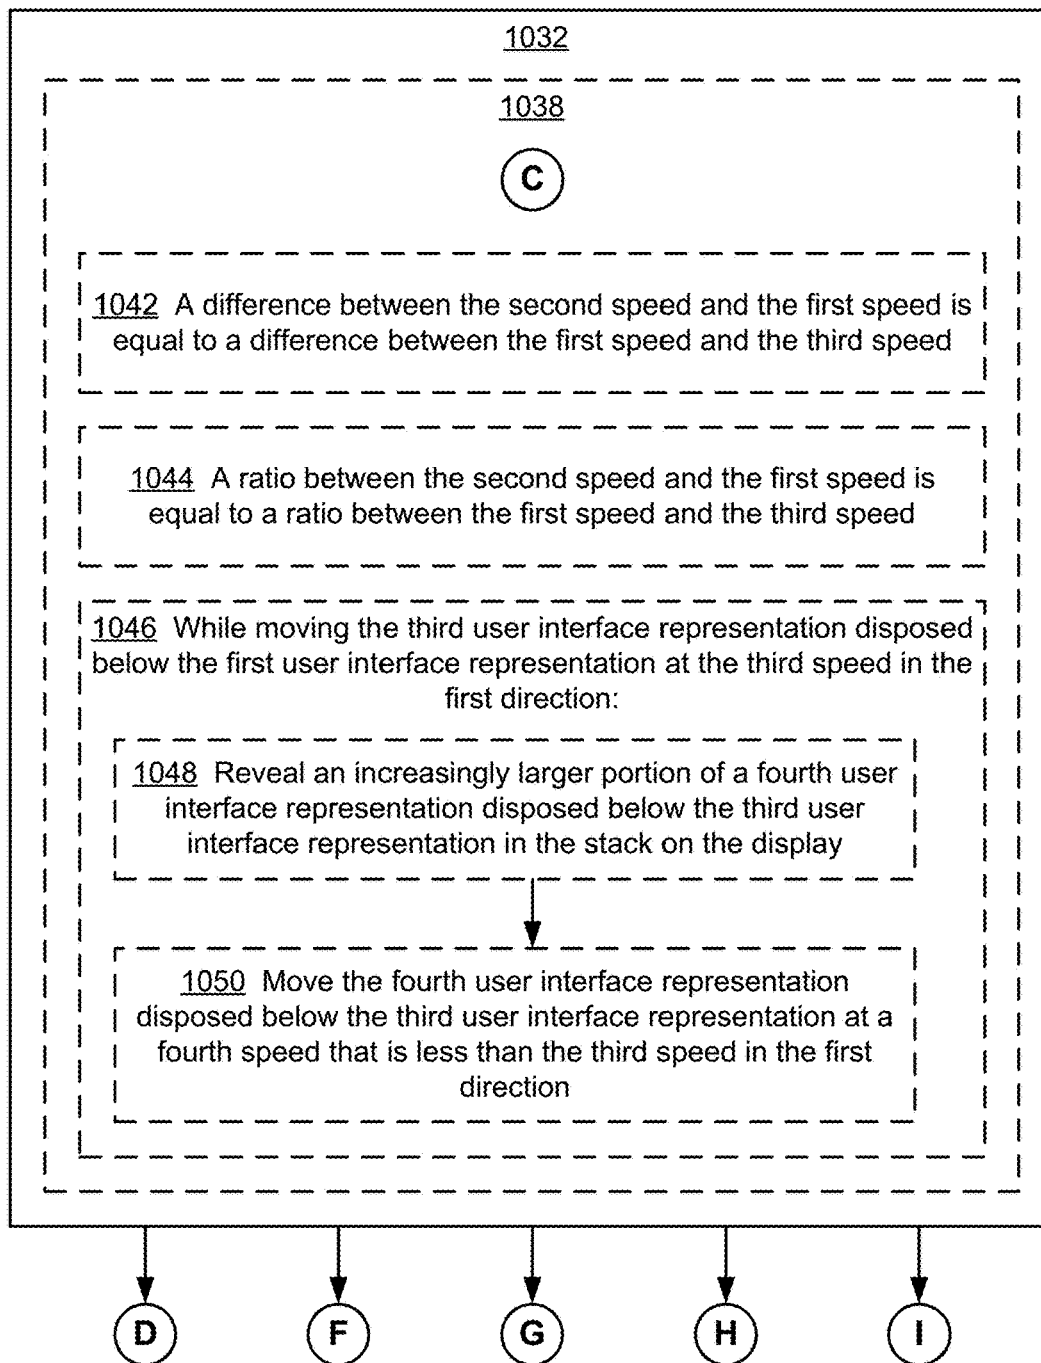 1032
1038
C
1042 A difference between the second speed and the first speed is
equal to a difference between the first speed and the third speed
1044 A ratio between the second speed and the first speed is
equal to a ratio between the first speed and the third speed
1046 While moving the third user interface representation disposed
below the first user interface representation at the third speed in the
first direction:
1048 Reveal an increasingly larger portion of a fourth user
interface representation disposed below the third user
interface representation in the stack on the display
1050 Move the fourth user interface representation
disposed below the third user interface representation at a
fourth speed that is less than the third speed in the first
direction
D F G H I